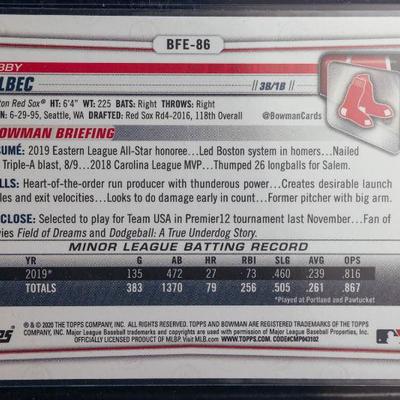 BFE-86
BBY
LBEC
// 3B/1B
ton Red Sox® HT: 6'4" WT: 225 BATS: Right THROWS: Right
N: 6-29-95, Seattle, WA DRAFTED: Red Sox Rd4-2016, 118th Overall
@BowmanCards
OWMAN BRIEFING
SUMÉ: 2019 Eastern League All-Star honoree...Led Boston system in homers...Nailed
Triple-A blast, 8/9...2018 Carolina League MVP...Thumped 26 longballs for Salem.
LLS: Heart-of-the-order run producer with thunderous power...Creates desirable launch
les and exit velocities...Looks to do damage early in count...Former pitcher with big arm.
CLOSE: Selected to play for Team USA in Premier12 tournament last November...Fan of
vies Field of Dreams and Dodgeball: A True Underdog Story.
MINOR LEAGUE BATTING RECORD
YR G AB HR RBI SLG AVG OPS
2019* 135 472 27 73 .460 .239 .816
TOTALS 383 1370 79 256 .505 .261 .867
*Played at Portland and Pawtucket
® & © 2020 THE TOPPS COMPANY, INC. ALL RIGHTS RESERVED. TOPPS AND BOWMAN ARE REGISTERED TRADEMARKS OF THE TOPPS
COMPANY, INC. Major League Baseball trademarks and copyrights are used with permission of Major League Baseball Properties, Inc.
OFFICIALLY LICENSED PRODUCT OF MLBP. Visit MLB.com WWW.TOPPS.COM. CODE#CMP043102